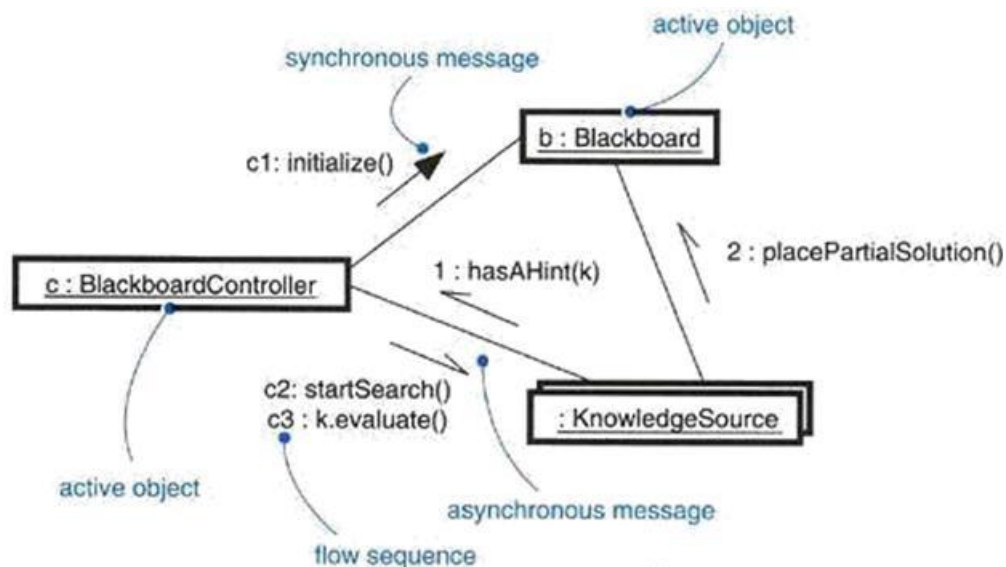 active object
synchronous message
b : Blackboard
c1: initialize()
2 : placePartialSolution()
1 : hasAHint(k)
c : BlackboardController
c2: startSearch()
c3 : k.evaluate()
: KnowledgeSource
active object
asynchronous message
flow sequence